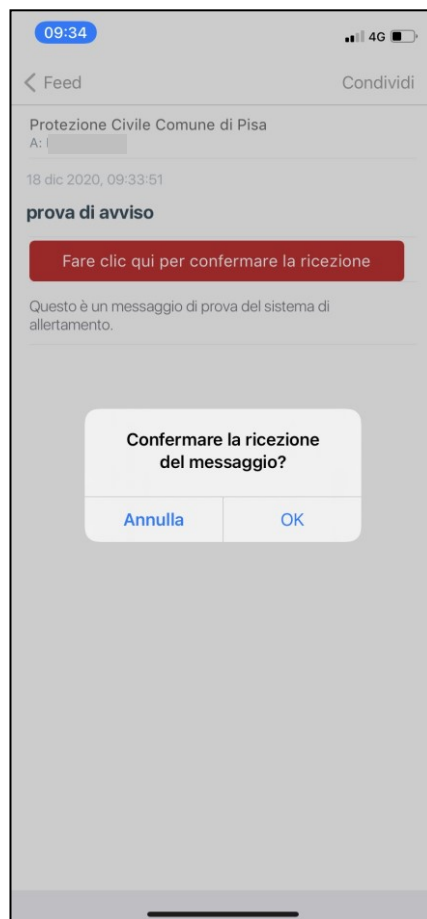 09:34
4G
Feed
Condividi
Protezione Civile Comune di Pisa
A:
18 dic 2020, 09:33:51
prova di avviso
Fare clic qui per confermare la ricezione
Questo è un messaggio di prova del sistema di
allertamento.
Confermare la ricezione
del messaggio?
Annulla
OK